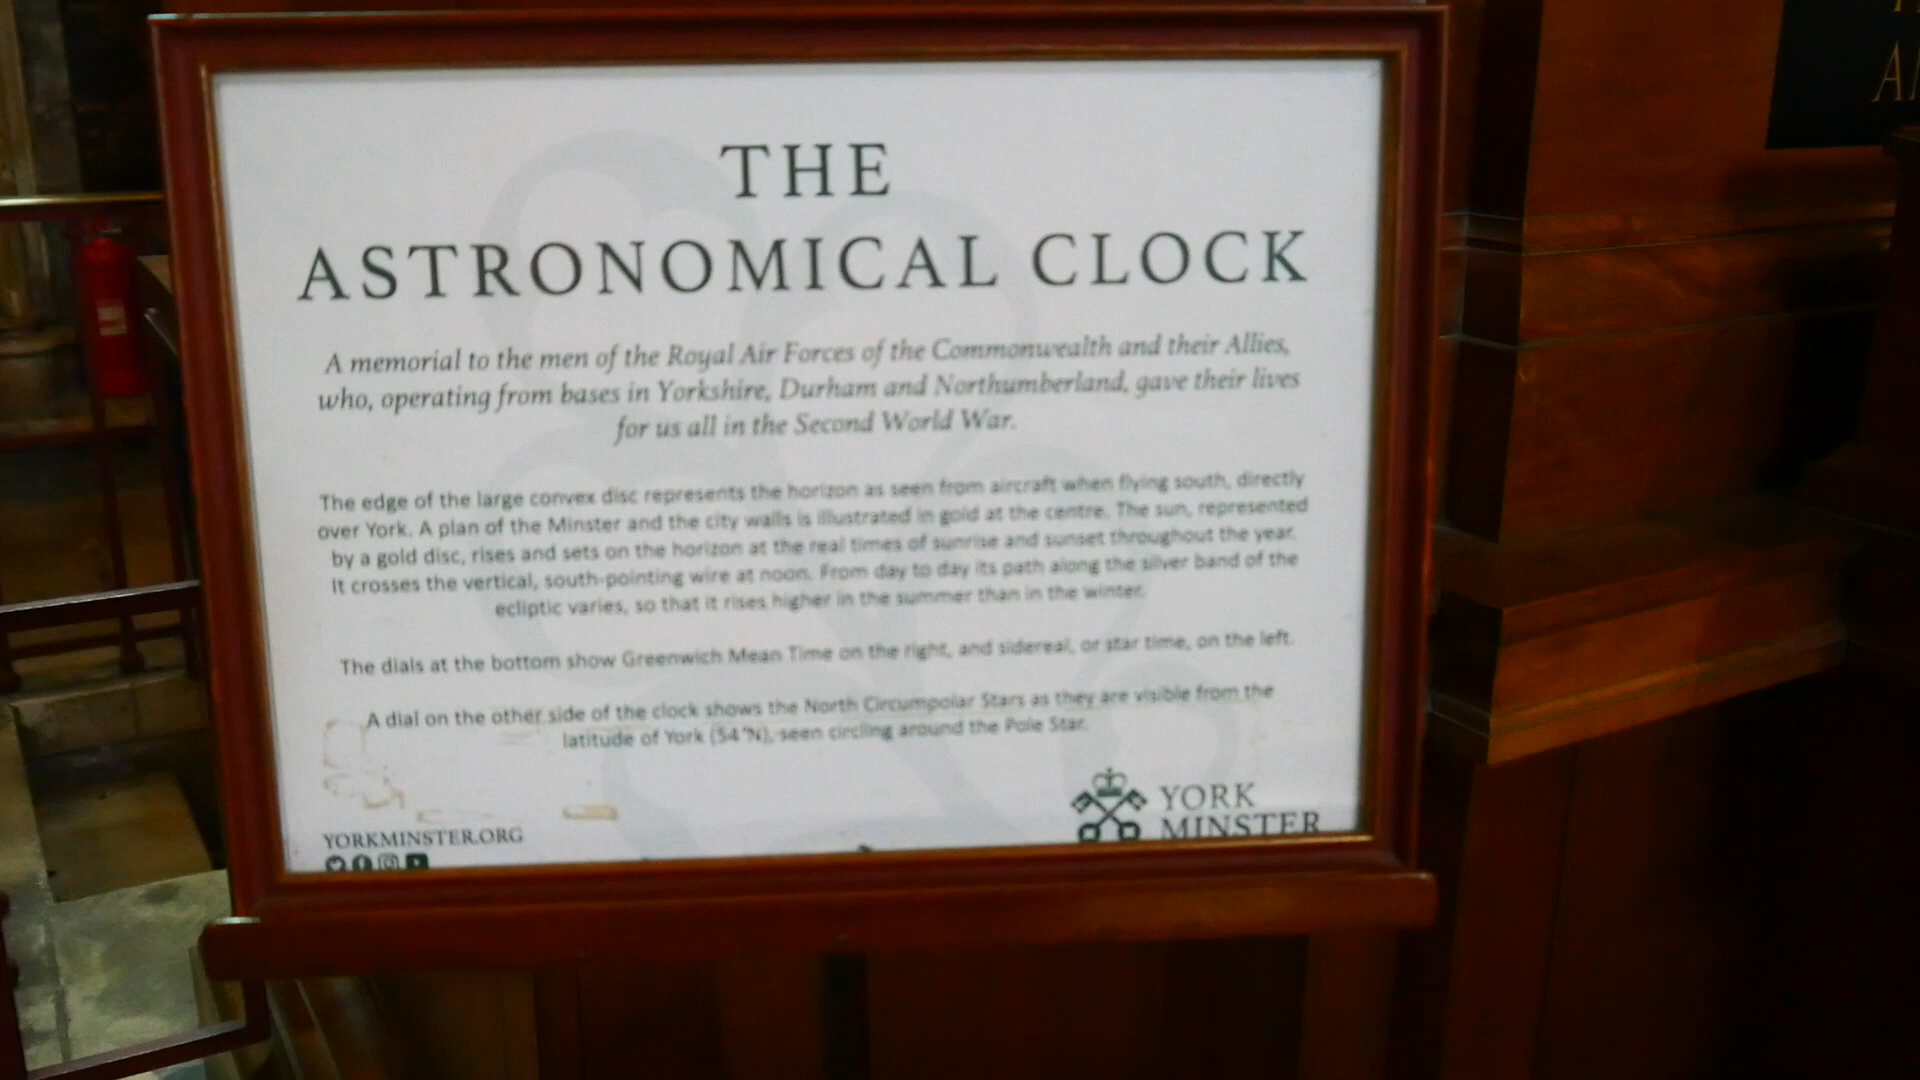 THE
ASTRONOMICAL CLOCK
A memorial to the men of the Royal Air Forces of the Commonwealth and their Allies,
who, operating from bases in Yorkshire, Durham and Northumberland, gave their lives
for us all in the Second World War.
The edge of the large convex disc represents the horizon as seen from aircraft when flying south, directly
over York. A plan of the Minster and the city walls is illustrated in gold at the centre. The sun, represented
by a gold disc, rises and sets on the horizon at the real times of sunrise and sunset throughout the year.
It crosses the vertical, south-pointing wire at noon. From day to day its path along the silver band of the
ecliptic varies, so that it rises higher in the summer than in the winter.
The dials at the bottom show Greenwich Mean Time on the right, and sidereal, or star time, on the left.
A dial on the other side of the clock shows the North Circumpolar Stars as they are visible from the
latitude of York (54°N), seen circling around the Pole Star.
YORKMINSTER.ORG
YORK
MINSTER